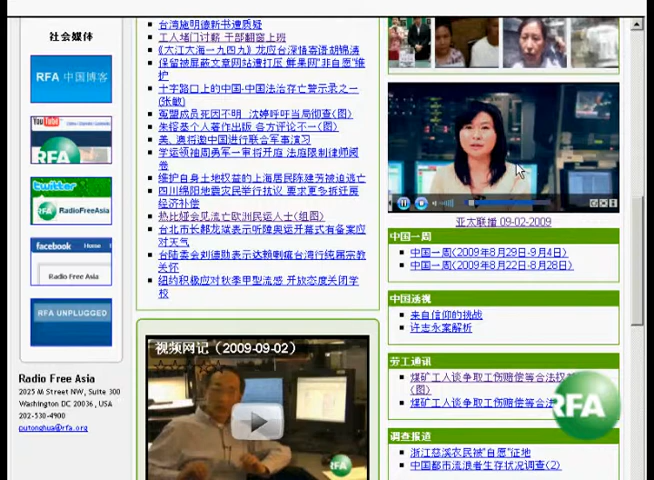 社会媒体
RFA 中国博客
YouTube
RFA
twitter
RadioFreeAsia
facebook
Home
Radio Free Asia
RFA UNPLUGGED
Radio Free Asia
2025 M Street NW, Suite 300
Washington DC 20036, USA
202-530-4900
putonghua@rfa.org
台湾施明德新书遭质疑
工人堵门讨薪 干部翻窗上班
《大江大海一九四九》龙应台深情寄语胡锦涛
保留被屏蔽文章网站遭打压 鲜果网"非自愿"维
护
十字路口上的中国-中国法治存亡警示录之一
(张敏)
冤盟成员死因不明 沈婷呼吁当局彻查(图)
朱镕基个人著作出版 各方评论不一(图)
美、澳将邀中国进行联合军事演习
学运领袖周勇军一审将开庭 法庭限制律师阅
卷
维护自身土地权益的上海居民陈建芳被迫逃亡
四川绵阳地震灾民举行抗议 要求更多拆迁房
经济补偿
热比娅会见流亡欧洲民运人士(组图)
台北市长郝龙斌表示听障奥运开幕式有备案应
对天气
台陆委会刘德勋表示达赖喇嘛台湾行纯属宗教
关怀
纽约积极应对秋季甲型流感 开放态度关闭学
校
视频网记 (2009-09-02)
亚太联播 09-02-2009
中国一周
中国一周(2009年8月29日-9月4日)
中国一周(2009年8月22日-8月28日)
中国透视
来自信仰的挑战
许志永案解析
劳工通讯
煤矿工人谈争取工伤赔偿等合法权
(图)
煤矿工人谈争取工伤赔偿等合法
RFA
调查报道
浙江慈溪农民被"自愿"征地
中国都市流浪者生存状况调查(2)